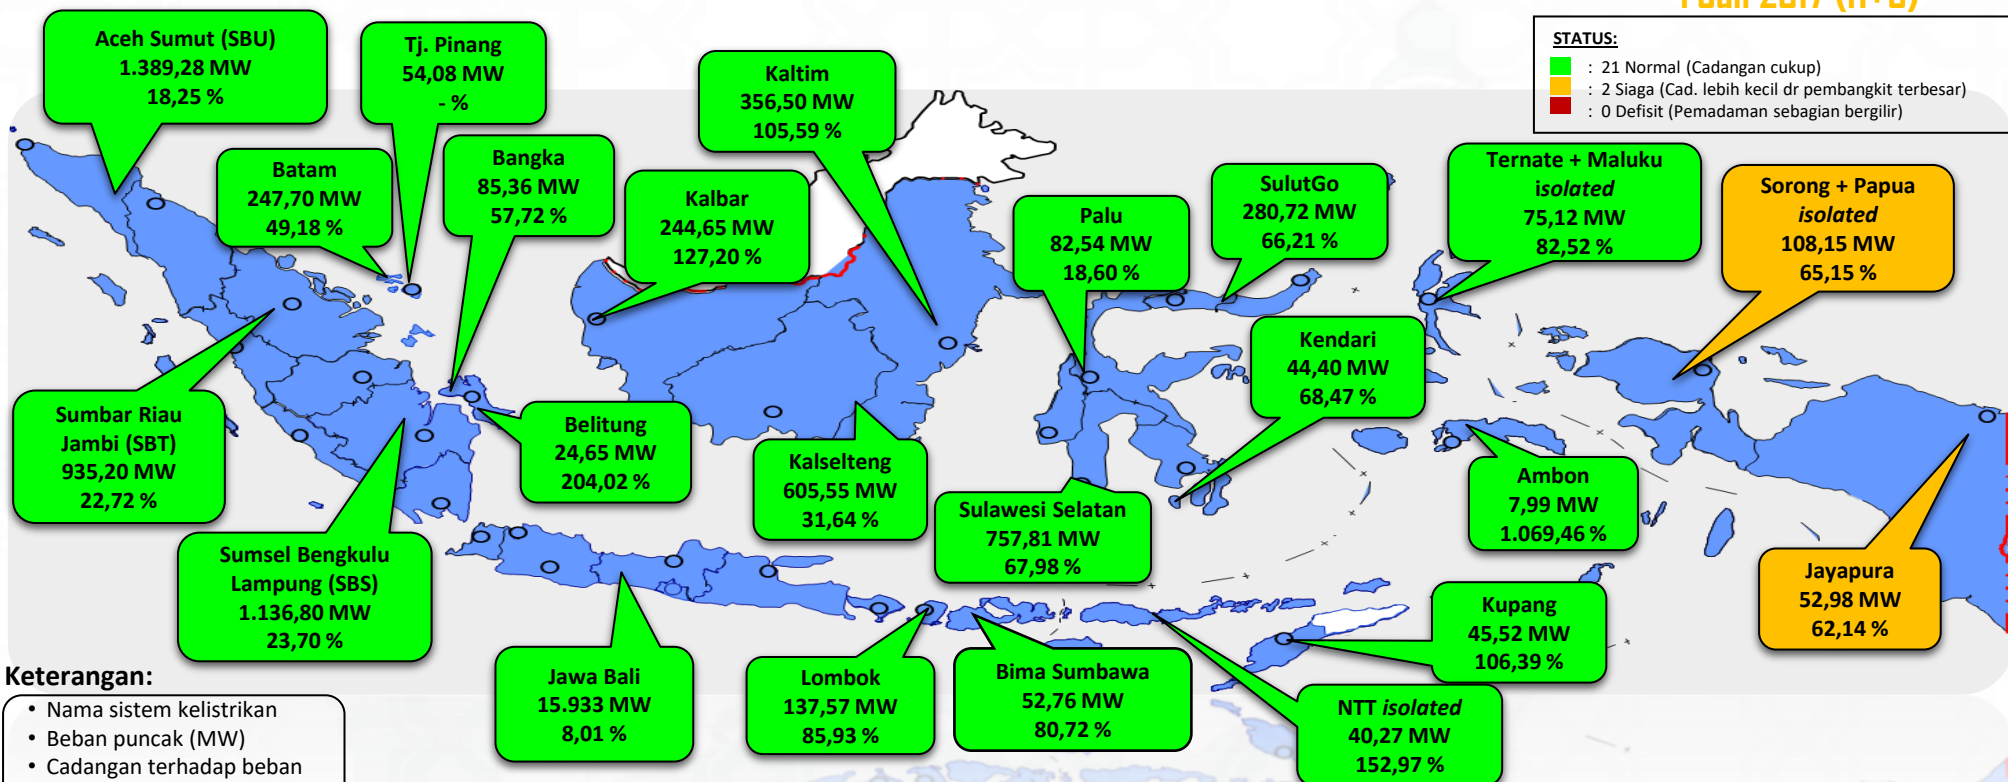 STATUS:
: 21 Normal (Cadangan cukup)
: 2 Siaga (Cad. lebih kecil dr pembangkit terbesar)
: 0 Defisit (Pemadaman sebagian bergilir)
Aceh Sumut (SBU)
1.389,28 MW
18,25 %
Tj. Pinang
54,08 MW
- %
Kaltim
356,50 MW
105,59 %
Batam
247,70 MW
49,18 %
Bangka
85,36 MW
57,72 %
Kalbar
244,65 MW
127,20 %
Palu
82,54 MW
18,60 %
SulutGo
280,72 MW
66,21 %
Ternate + Maluku
isolated
75,12 MW
82,52 %
Sorong + Papua
isolated
108,15 MW
65,15 %
Kendari
44,40 MW
68,47 %
Sumbar Riau
Jambi (SBT)
935,20 MW
22,72 %
Belitung
24,65 MW
204,02 %
Kalselteng
605,55 MW
31,64 %
Sulawesi Selatan
757,81 MW
67,98 %
Ambon
7,99 MW
1.069,46 %
Sumsel Bengkulu
Lampung (SBS)
1.136,80 MW
23,70 %
Jayapura
52,98 MW
62,14 %
Kupang
45,52 MW
106,39 %
Jawa Bali
15.933 MW
8,01 %
Lombok
137,57 MW
85,93 %
Bima Sumbawa
52,76 MW
80,72 %
NTT isolated
40,27 MW
152,97 %
Keterangan:
• Nama sistem kelistrikan
• Beban puncak (MW)
• Cadangan terhadap beban